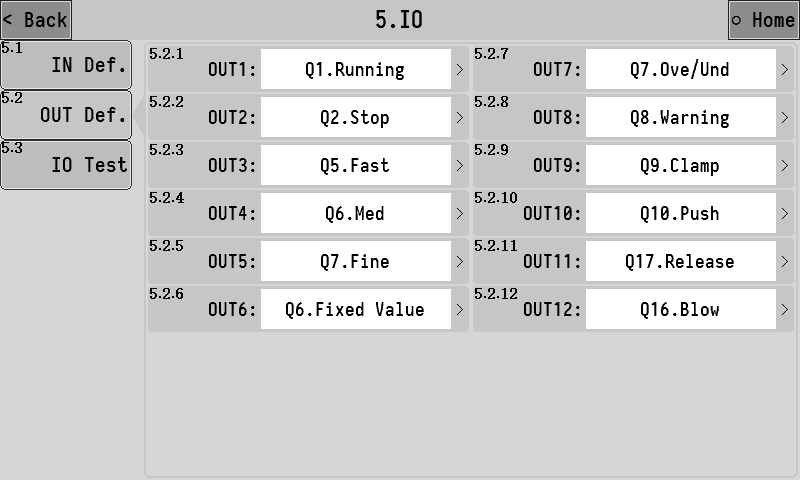 < Back
5.IO
○ Home
5.1
IN Def.
5.2
OUT Def.
5.3
IO Test
5.2.1
OUT1:
Q1.Running
>
5.2.2
OUT2:
Q2.Stop
>
5.2.3
OUT3:
Q5.Fast
>
5.2.4
OUT4:
Q6.Med
>
5.2.5
OUT5:
Q7.Fine
>
5.2.6
OUT6:
Q6.Fixed Value
>
5.2.7
OUT7:
Q7.Ove/Und
>
5.2.8
OUT8:
Q8.Warning
>
5.2.9
OUT9:
Q9.Clamp
>
5.2.10
OUT10:
Q10.Push
>
5.2.11
OUT11:
Q17.Release
>
5.2.12
OUT12:
Q16.Blow
>